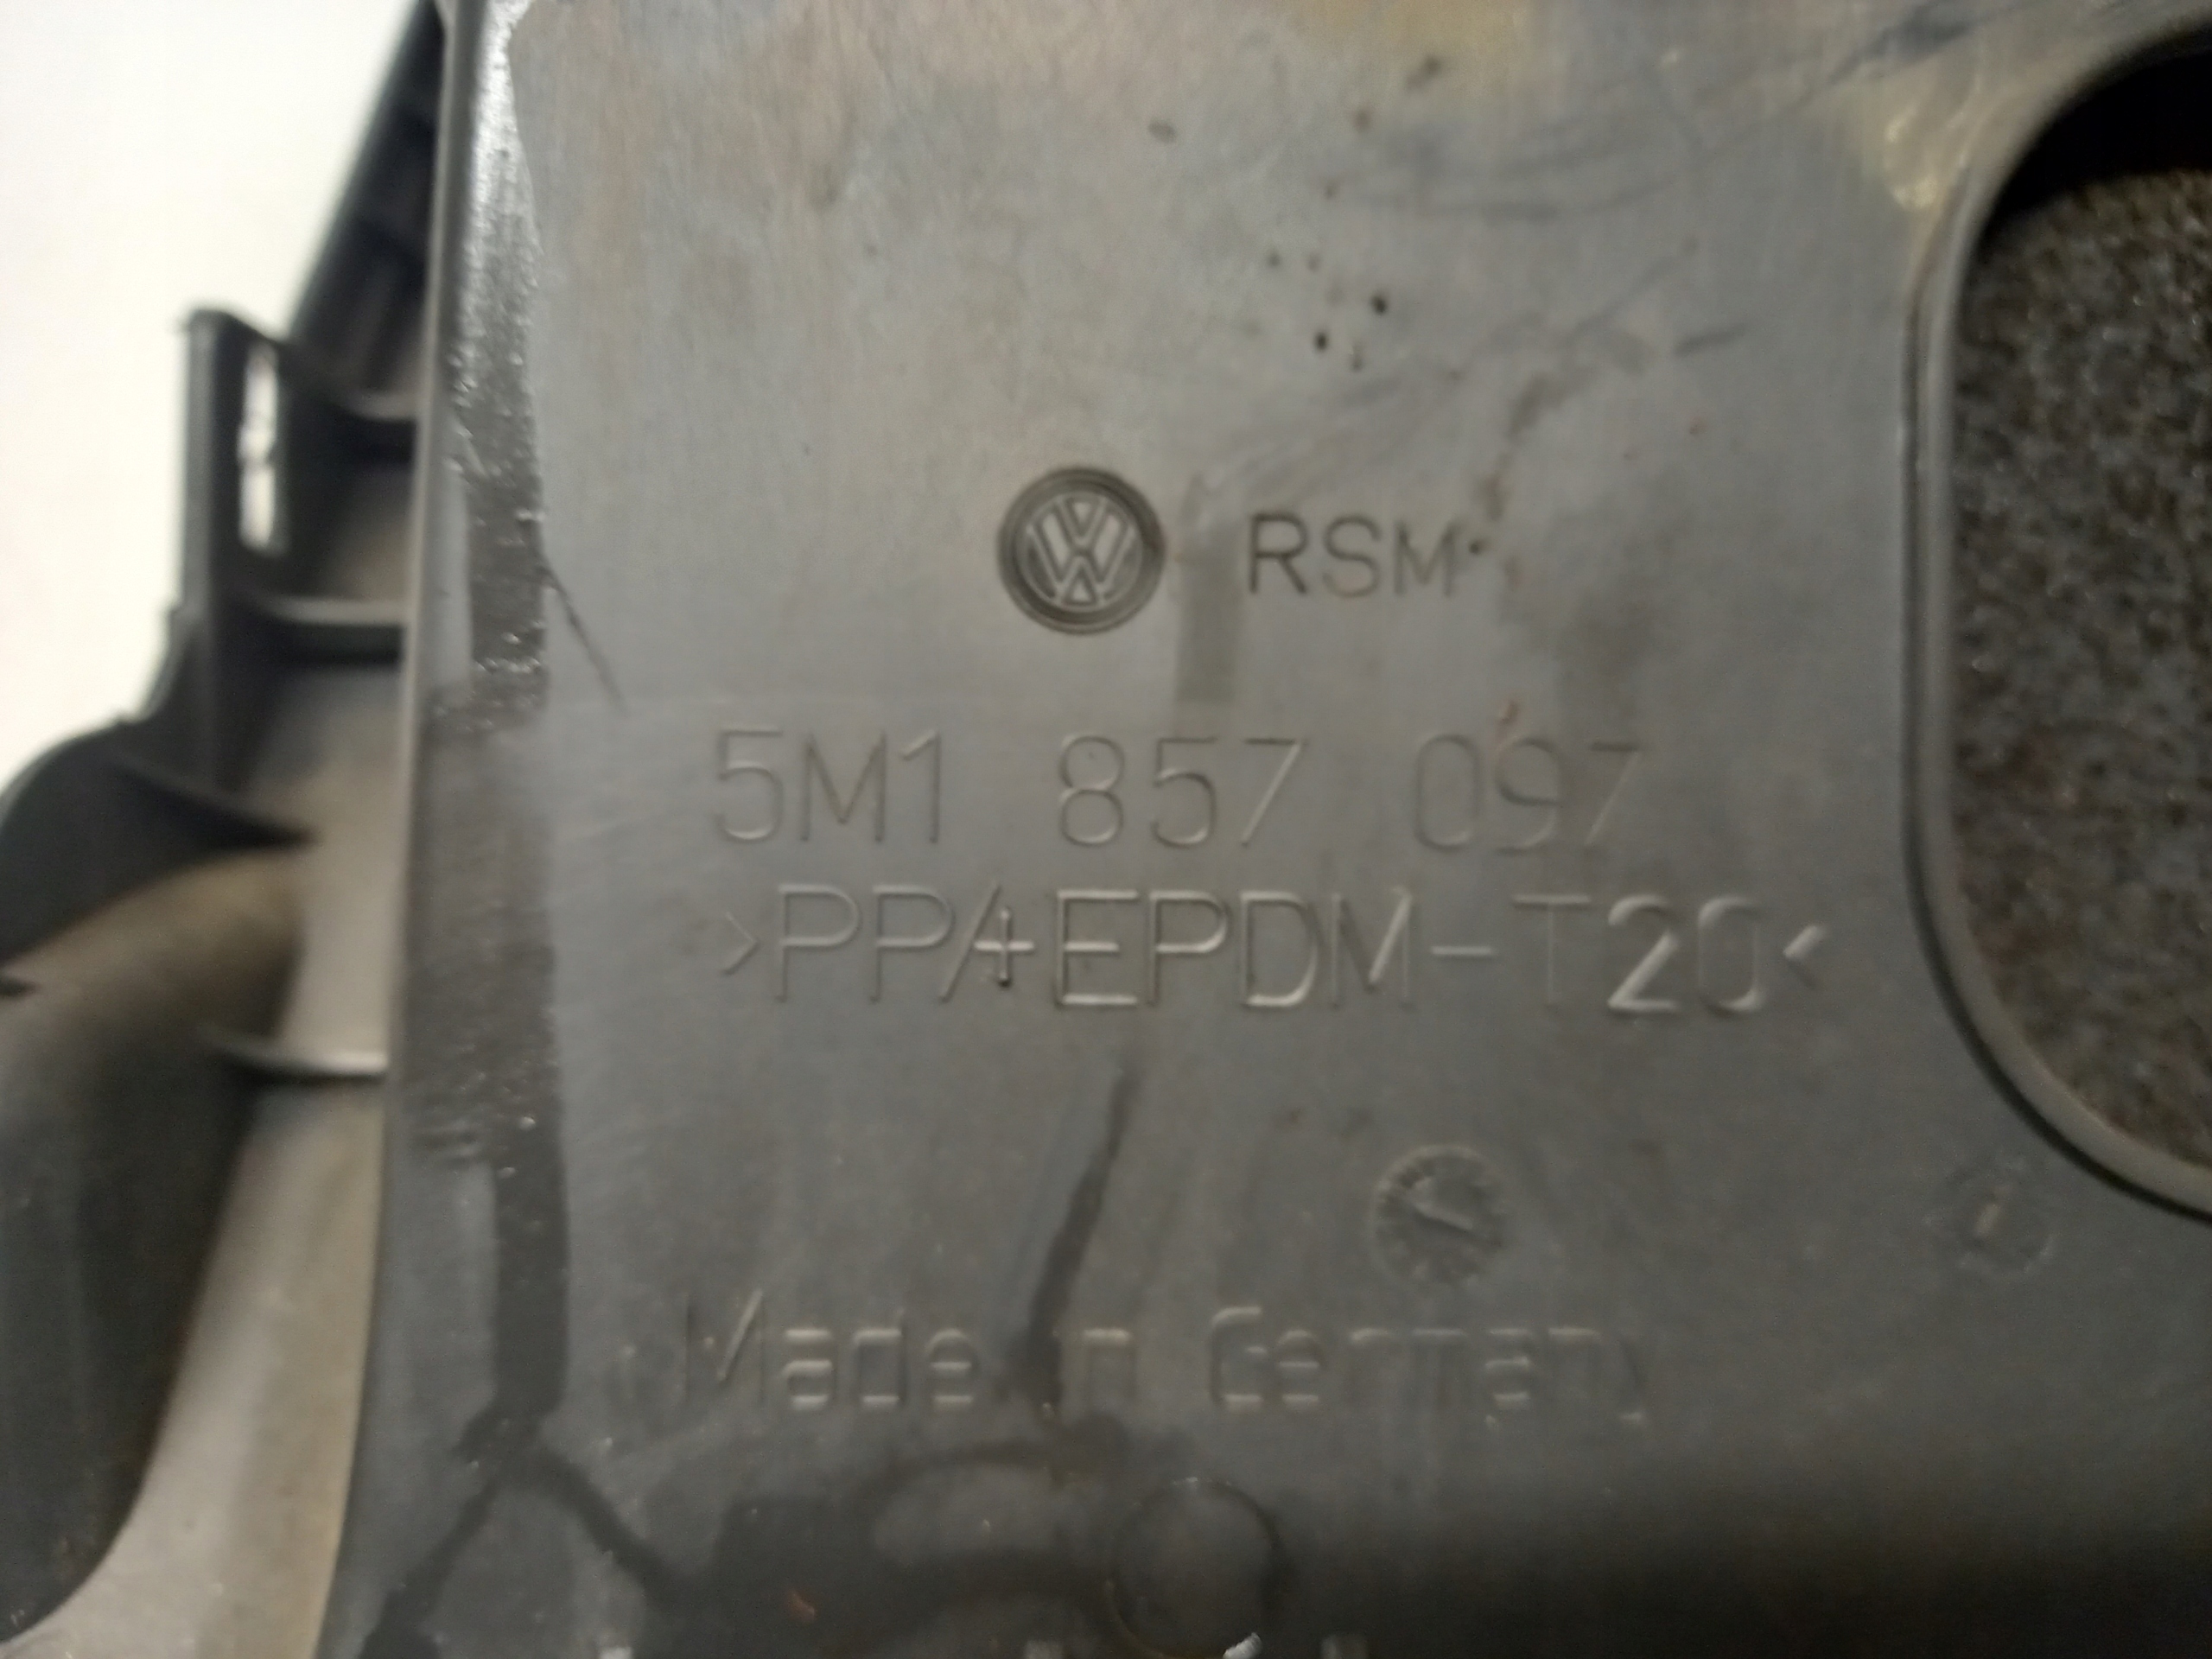 RSM
5M1 857 097
>PP/+EPDM-T20<
Made in Germany